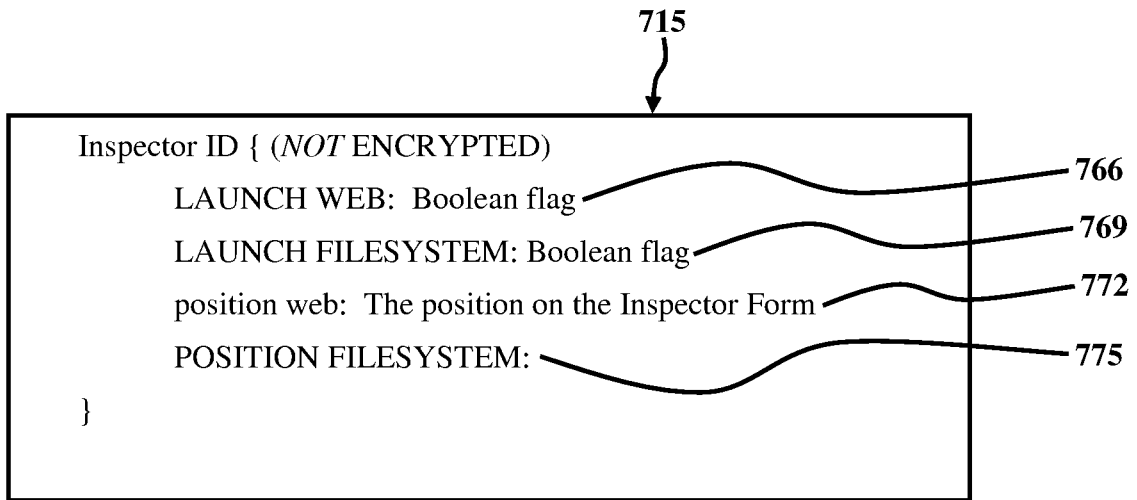 715
Inspector ID { (NOT ENCRYPTED)
LAUNCH WEB: Boolean flag
766
LAUNCH FILESYSTEM: Boolean flag
769
position web: The position on the Inspector Form
772
POSITION FILESYSTEM:
775
}